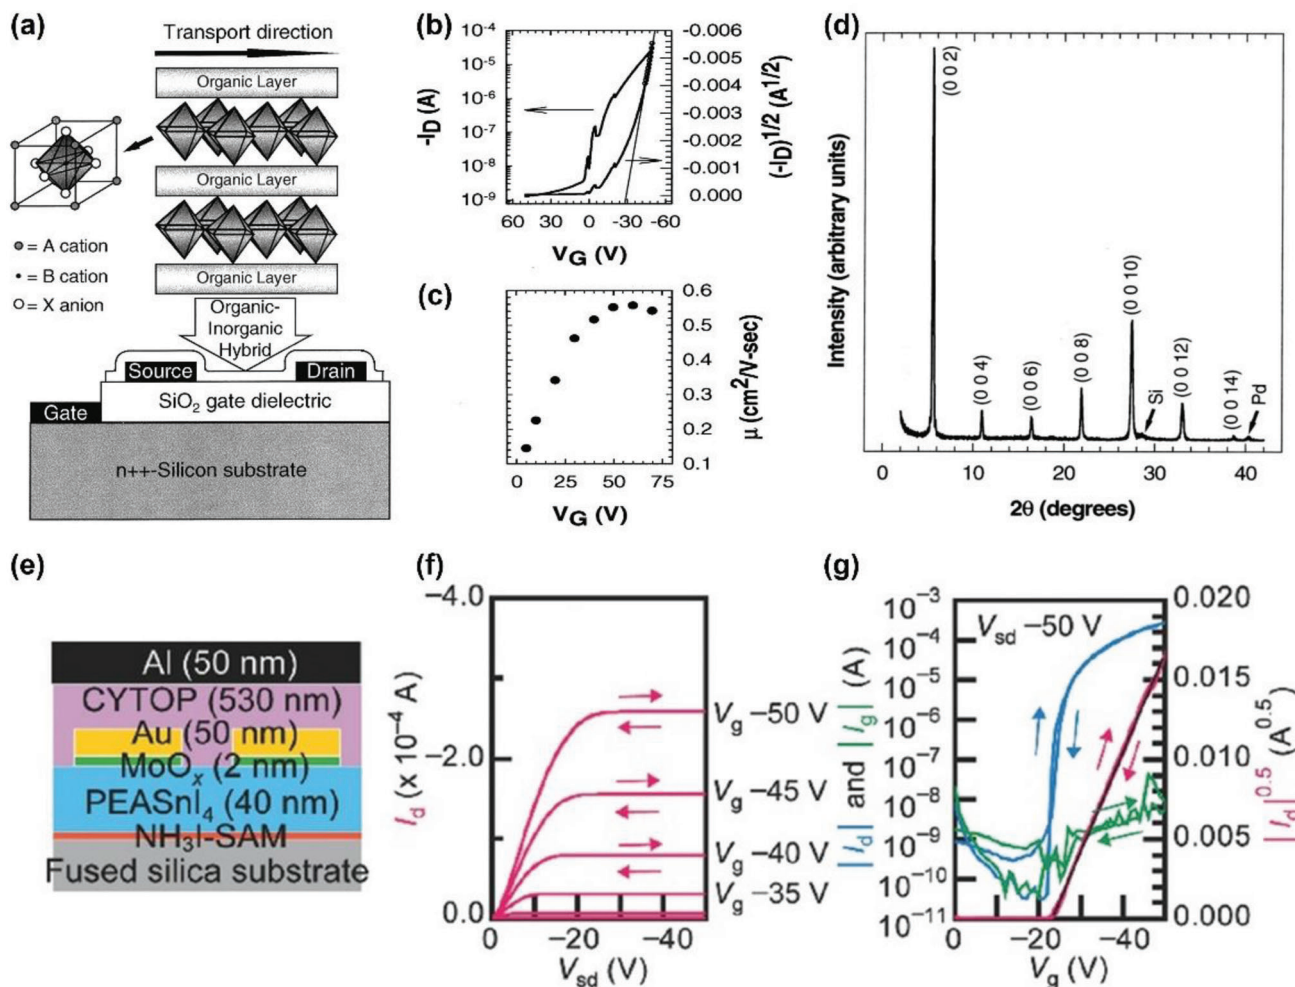 (a)
Transport direction
Organic Layer
Organic Layer
Organic Layer
= A cation
= B cation
= X anion
Organic-
Inorganic
Hybrid
Source
Drain
SiO2 gate dielectric
Gate
n++-Silicon substrate
(b)
-ID (A)
10-4
10-5
10-6
10-7
10-8
10-9
60
30
0
-30
-60
VG (V)
-0.006
-0.005
-0.004
-0.003
-0.002
-0.001
0.000
(-ID)1/2 (A1/2)
(c)
0.6
0.5
0.4
0.3
0.2
0.1
μ (cm2/V-sec)
0
25
50
75
VG (V)
(d)
Intensity (arbitrary units)
(0 0 2)
(0 0 4)
(0 0 6)
(0 0 8)
(0 0 10)
Si
(0 0 12)
(0 0 14)
Pd
0
10
20
30
40
2θ (degrees)
(e)
Al (50 nm)
CYTOP (530 nm)
Au (50 nm)
MoOx (2 nm)
PEASnI4 (40 nm)
NH3I-SAM
Fused silica substrate
(f)
Id (x 10−4 A)
−4.0
−2.0
0.0
0
−20
−40
Vsd (V)
Vg −50 V
Vg −45 V
Vg −40 V
Vg −35 V
(g)
|Id| and |Ig| (A)
10−3
10−4
10−5
10−6
10−7
10−8
10−9
10−10
10−11
Vsd −50 V
0
−20
−40
Vg (V)
0.020
0.015
0.010
0.005
0.000
|Id|0.5 (A0.5)